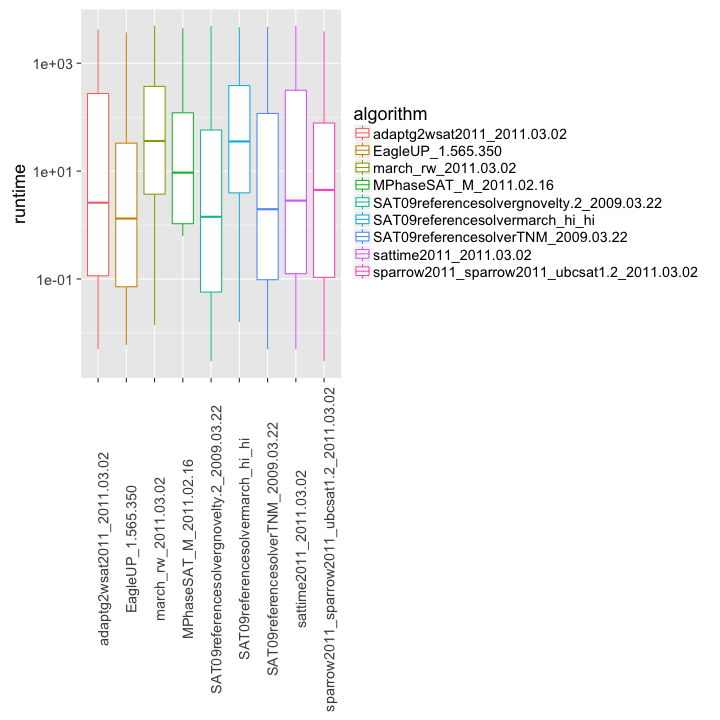 runtime
1e+03
1e+01
1e-01
adaptg2wsat2011_2011.03.02
EagleUP_1.565.350
march_rw_2011.03.02
MPhaseSAT_M_2011.02.16
SAT09referencesolvergnovelty.2_2009.03.22
SAT09referencesolvermarch_hi_hi
SAT09referencesolverTNM_2009.03.22
sattime2011_2011.03.02
sparrow2011_sparrow2011_ubcsat1.2_2011.03.02
algorithm
adaptg2wsat2011_2011.03.02
EagleUP_1.565.350
march_rw_2011.03.02
MPhaseSAT_M_2011.02.16
SAT09referencesolvergnovelty.2_2009.03.22
SAT09referencesolvermarch_hi_hi
SAT09referencesolverTNM_2009.03.22
sattime2011_2011.03.02
sparrow2011_sparrow2011_ubcsat1.2_2011.03.02